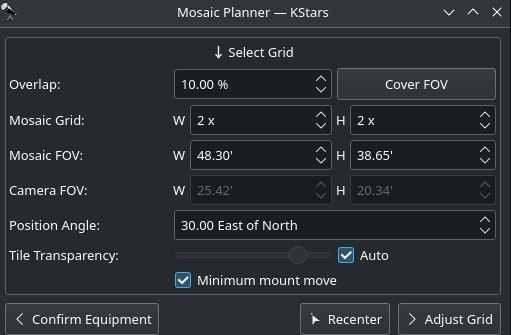 Mosaic Planner — KStars
↓ Select Grid
Overlap: 10.00 % Cover FOV
Mosaic Grid: W 2 x H 2 x
Mosaic FOV: W 48.30' H 38.65'
Camera FOV: W 25.42' H 20.34'
Position Angle: 30.00 East of North
Tile Transparency: Auto
Minimum mount move
Confirm Equipment Recenter Adjust Grid